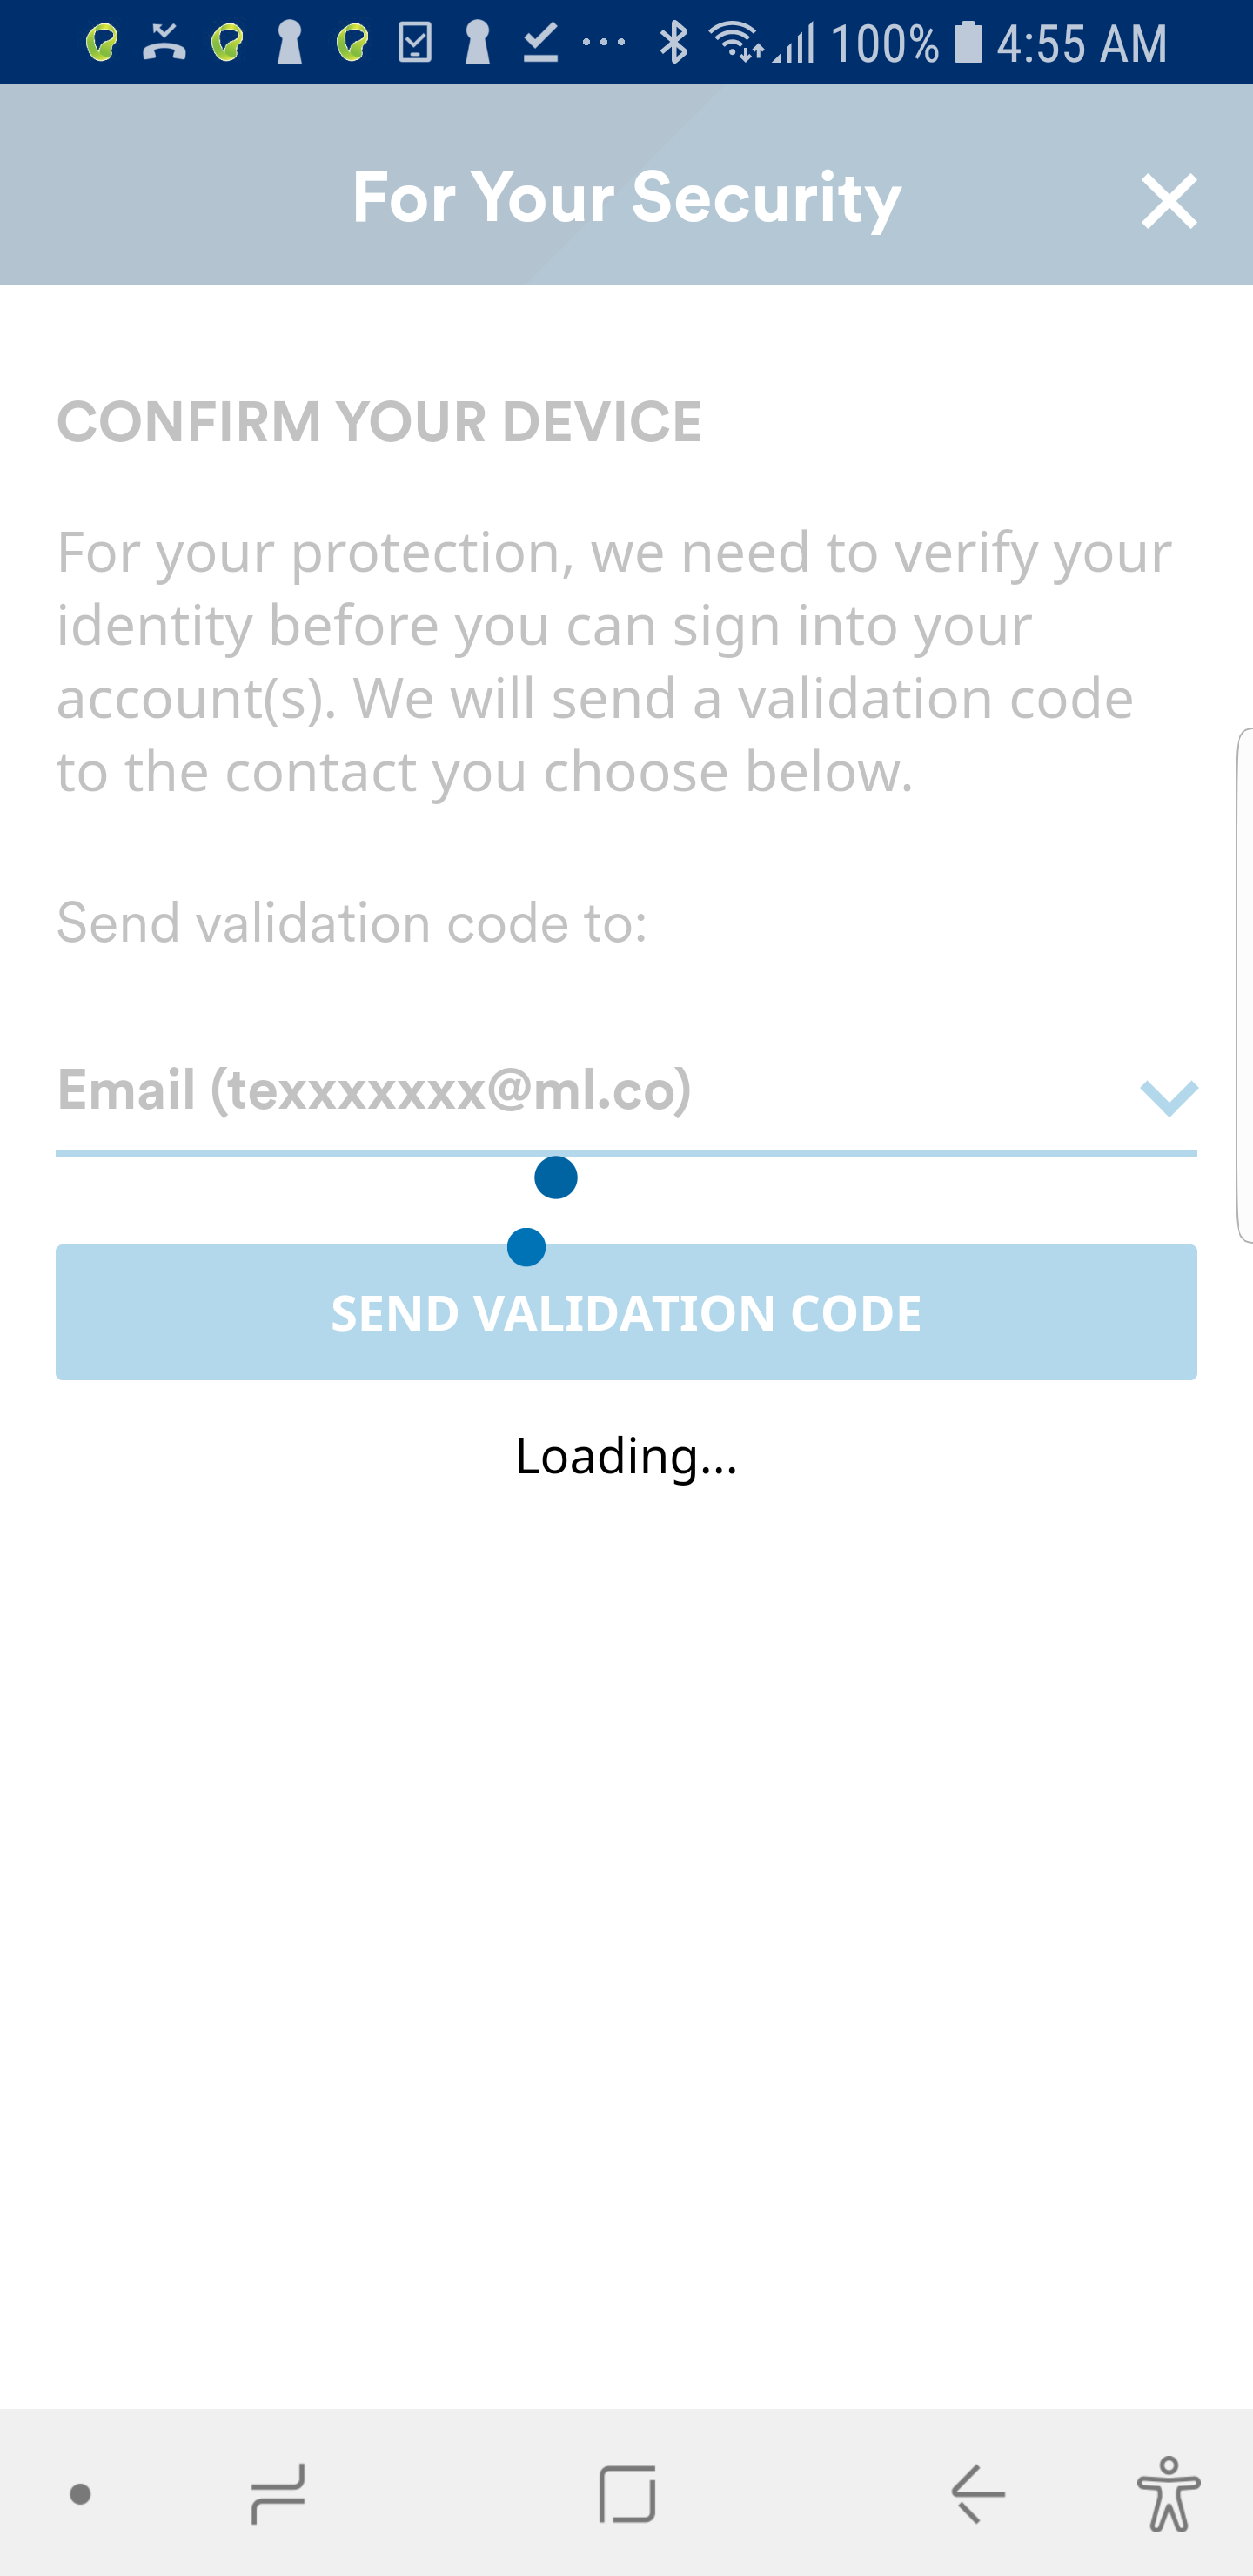 100% 4:55 AM
For Your Security
CONFIRM YOUR DEVICE
For your protection, we need to verify your
identity before you can sign into your
account(s). We will send a validation code
to the contact you choose below.
Send validation code to:
Email (texxxxxxx@ml.co)
SEND VALIDATION CODE
Loading...